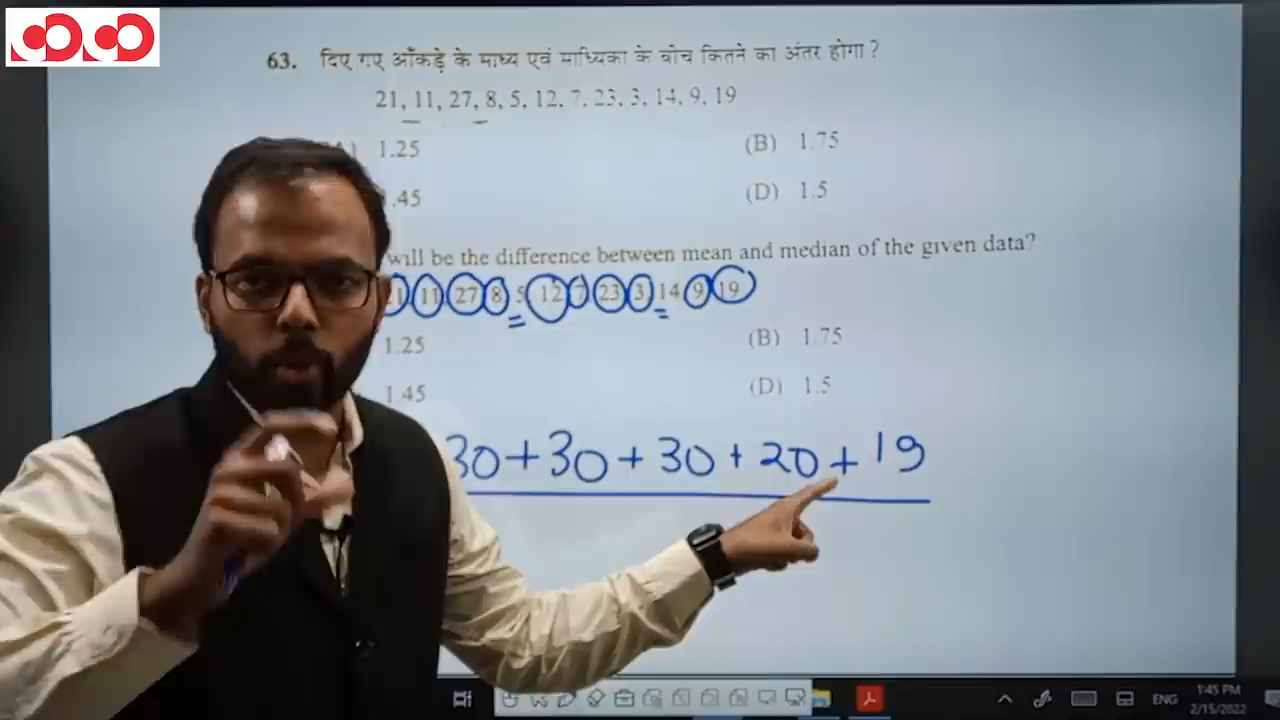 63. दिए गए आँकड़े के माध्य एवं माध्यिका के बीच कितने का अंतर होगा ?
21, 11, 27, 8, 5, 12, 7, 23, 3, 14, 9, 19
1.25 (B) 1.75
.45 (D) 1.5
will be the difference between mean and median of the given data?
11, 27, 8, 5, 12, 7, 23, 3, 14, 9, 19
1.25 (B) 1.75
1.45 (D) 1.5
30 + 30 + 30 + 20 + 19
ENG 1:45 PM
2/15/2022